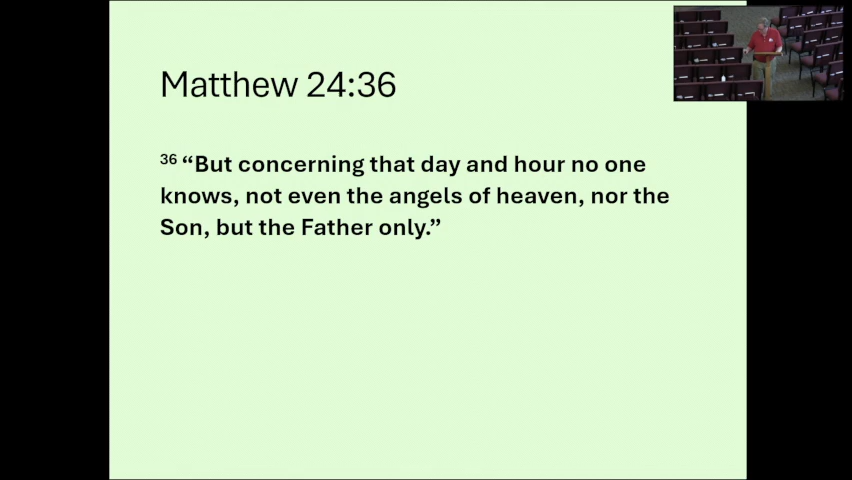 Matthew 24:36
36 “But concerning that day and hour no one
knows, not even the angels of heaven, nor the
Son, but the Father only.”